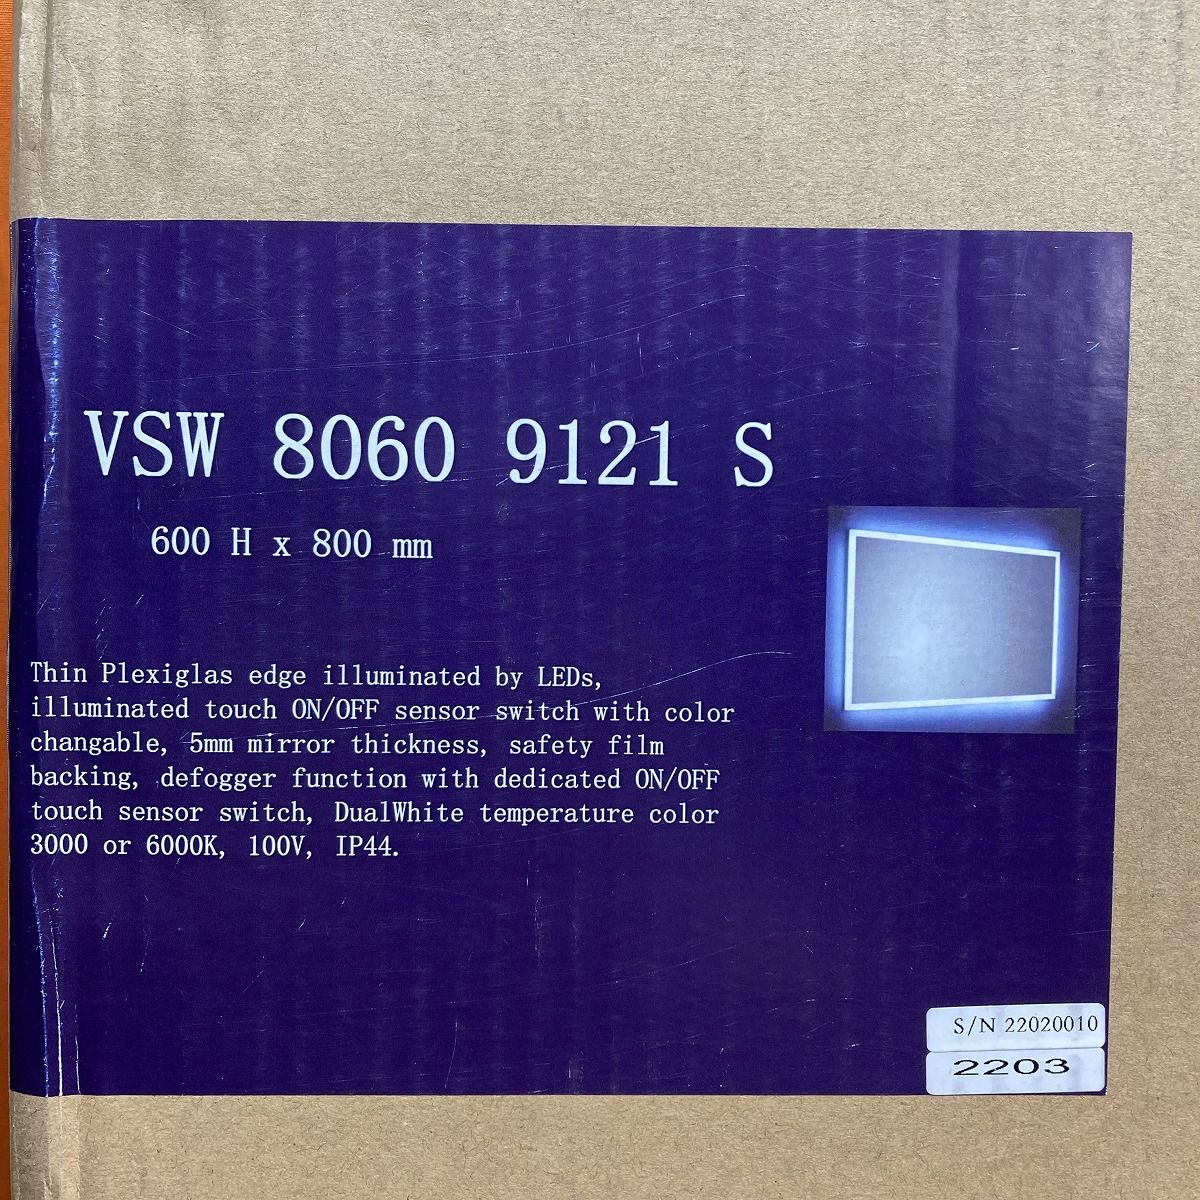 VSW 8060 9121 S
600 H x 800 mm
Thin Plexiglas edge illuminated by LEDs,
illuminated touch ON/OFF sensor switch with color
changable, 5mm mirror thickness, safety film
backing, defogger function with dedicated ON/OFF
touch sensor switch, DualWhite temperature color
3000 or 6000K, 100V, IP44.
S/N 22020010
2203